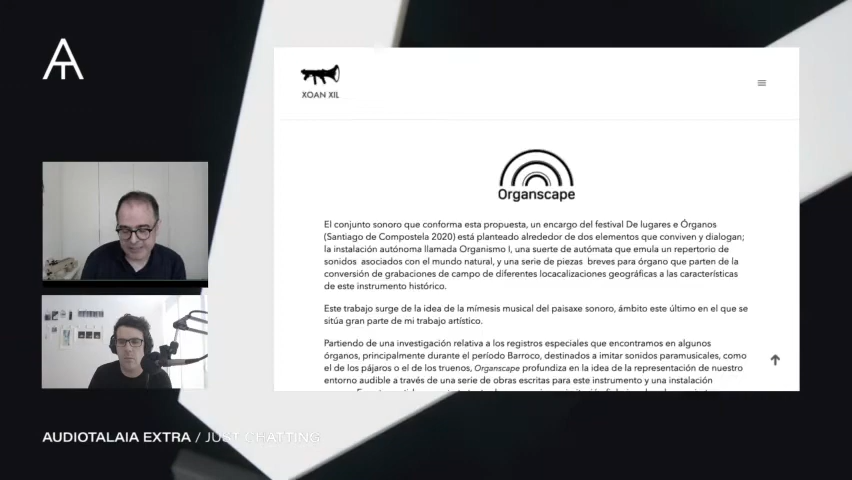 XOAN XIL
Organscape
El conjunto sonoro que conforma esta propuesta, un encargo del festival De lugares e Órganos
(Santiago de Compostela 2020) está planteado alrededor de dos elementos que conviven y dialogan;
la instalación autónoma llamada Organismo I, una suerte de autómata que emula un repertorio de
sonidos asociados con el mundo natural, y una serie de piezas breves para órgano que parten de la
conversión de grabaciones de campo de diferentes locacalizaciones geográficas a las características
de este instrumento histórico.
Este trabajo surge de la idea de la mímesis musical del paisaxe sonoro, ámbito este último en el que se
sitúa gran parte de mi trabajo artístico.
Partiendo de una investigación relativa a los registros especiales que encontramos en algunos
órganos, principalmente durante el período Barroco, destinados a imitar sonidos paramusicales, como
el de los pájaros o el de los truenos, Organscape profundiza en la idea de la representación de nuestro
entorno audible a través de una serie de obras escritas para este instrumento y una instalación
AUDIOTALAIA EXTRA / JUST CHATTING